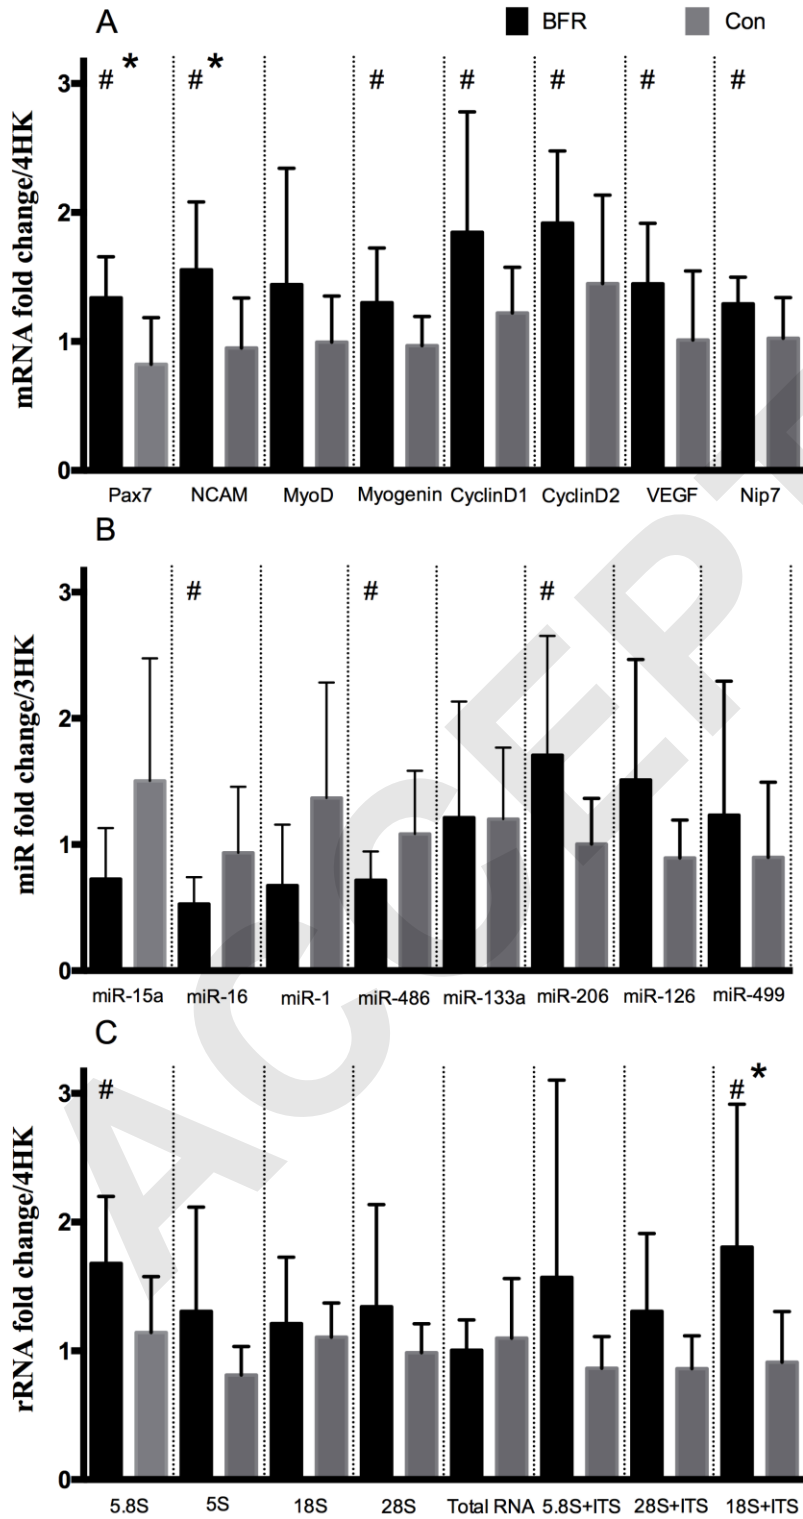 A
BFR Con
# * # * # # # # #
mRNA fold change/4HK
3
2
1
0
Pax7 NCAM MyoD Myogenin CyclinD1 CyclinD2 VEGF Nip7
B
# # #
miR fold change/3HK
3
2
1
0
miR-15a miR-16 miR-1 miR-486 miR-133a miR-206 miR-126 miR-499
C
# # *
rRNA fold change/4HK
3
2
1
0
5.8S 5S 18S 28S Total RNA 5.8S+ITS 28S+ITS 18S+ITS
ACCEPT